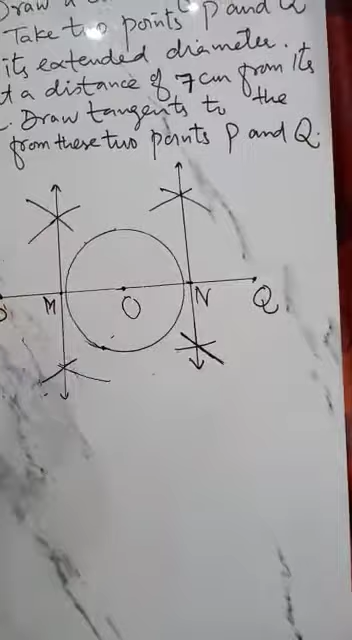 Draw a
Take two points P and Q
its extended diameter.
at a distance of 7 cm from its
. Draw tangents to the
from these two points P and Q.
M
O
N
Q